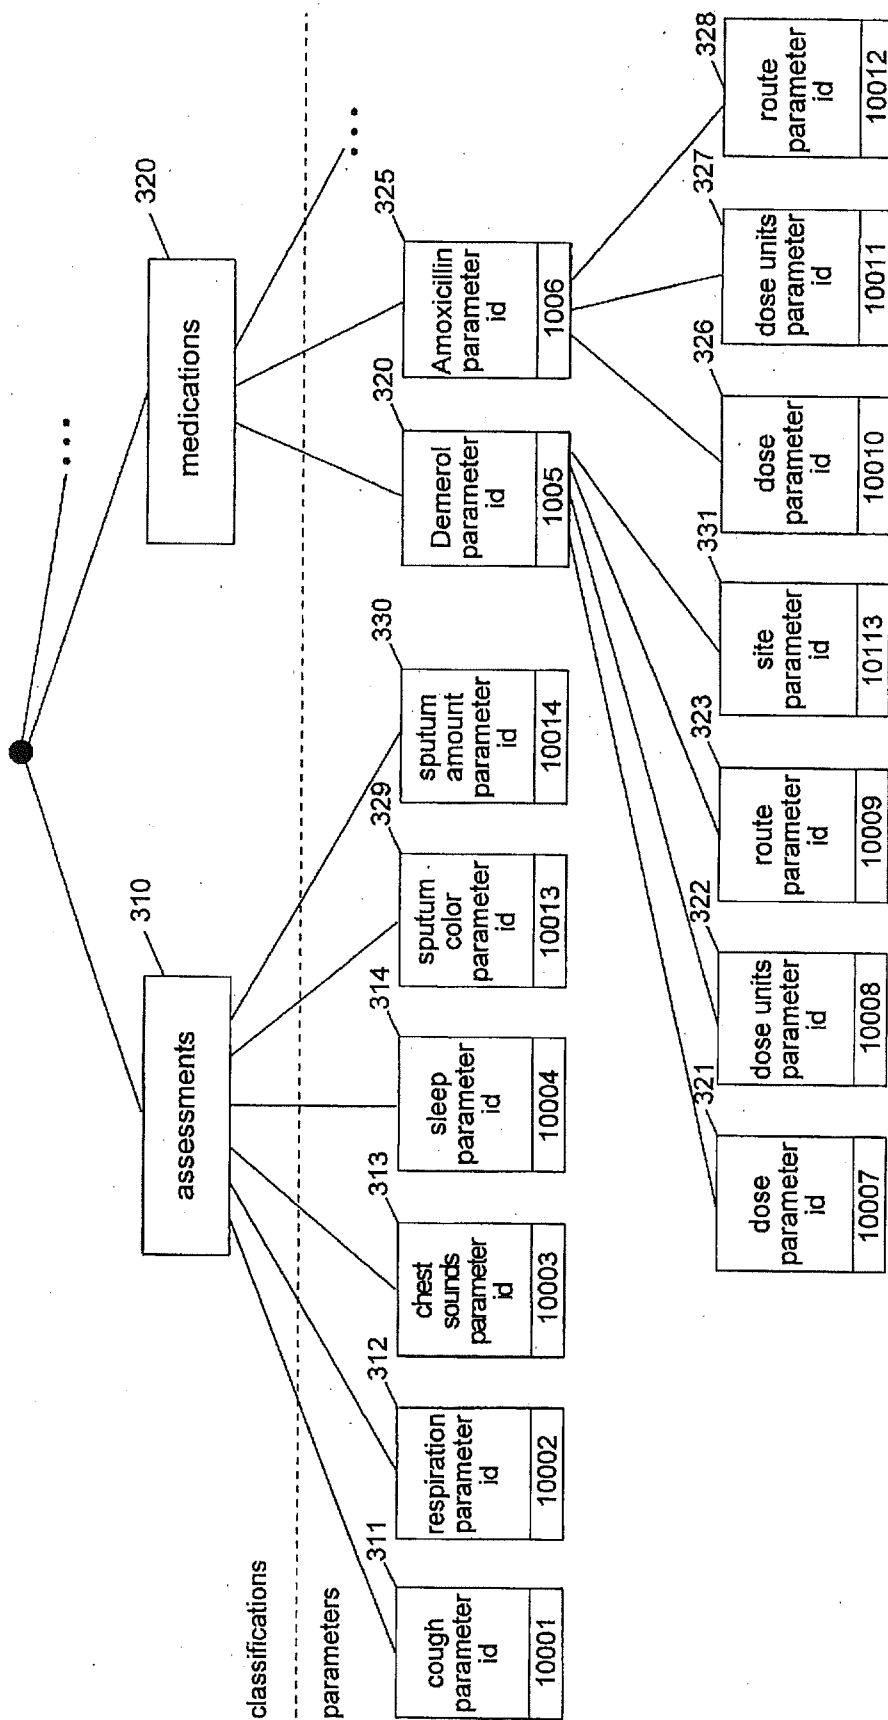 310
assessments
320
medications
classifications
parameters
311
cough
parameter
id
10001
312
respiration
parameter
id
10002
313
chest
sounds
parameter
id
10003
314
sleep
parameter
id
10004
329
sputum
color
parameter
id
10013
330
sputum
amount
parameter
id
10014
320
Demerol
parameter
id
1005
325
Amoxicillin
parameter
id
1006
321
dose
parameter
id
10007
322
dose units
parameter
id
10008
323
route
parameter
id
10009
331
site
parameter
id
10113
326
dose
parameter
id
10010
327
dose units
parameter
id
10011
328
route
parameter
id
10012